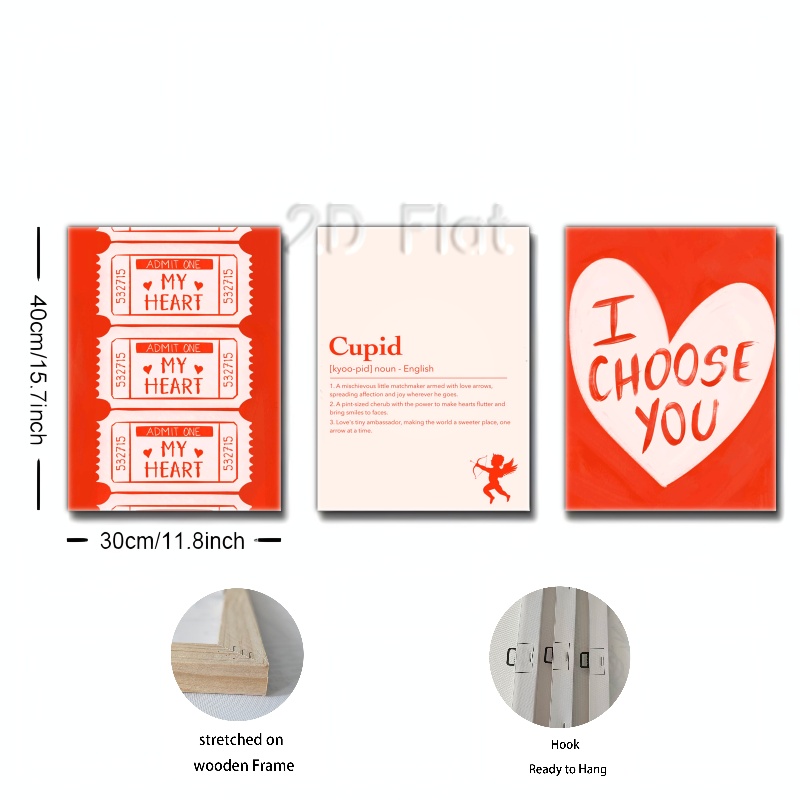 2D Flat
40cm/15.7inch
ADMIT ONE
MY
HEART
532715
532715
ADMIT ONE
MY
HEART
532715
532715
ADMIT ONE
MY
HEART
532715
532715
Cupid
[kyoo-pid] noun - English
1. A mischievous little matchmaker armed with love arrows,
spreading affection and joy wherever he goes.
2. A pint-sized cherub with the power to make hearts flutter and
bring smiles to faces.
3. Love's tiny ambassador, making the world a sweeter place, one
arrow at a time.
I
CHOOSE
YOU
30cm/11.8inch
stretched on
wooden Frame
Hook
Ready to Hang